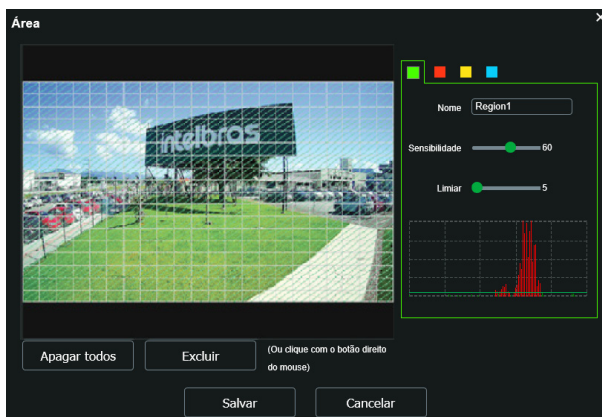 Área
×
intelbras
Nome Region1
Sensibilidade 60
Limiar 5
Apagar todos Excluir (Ou clique com o botão direito
do mouse)
Salvar Cancelar